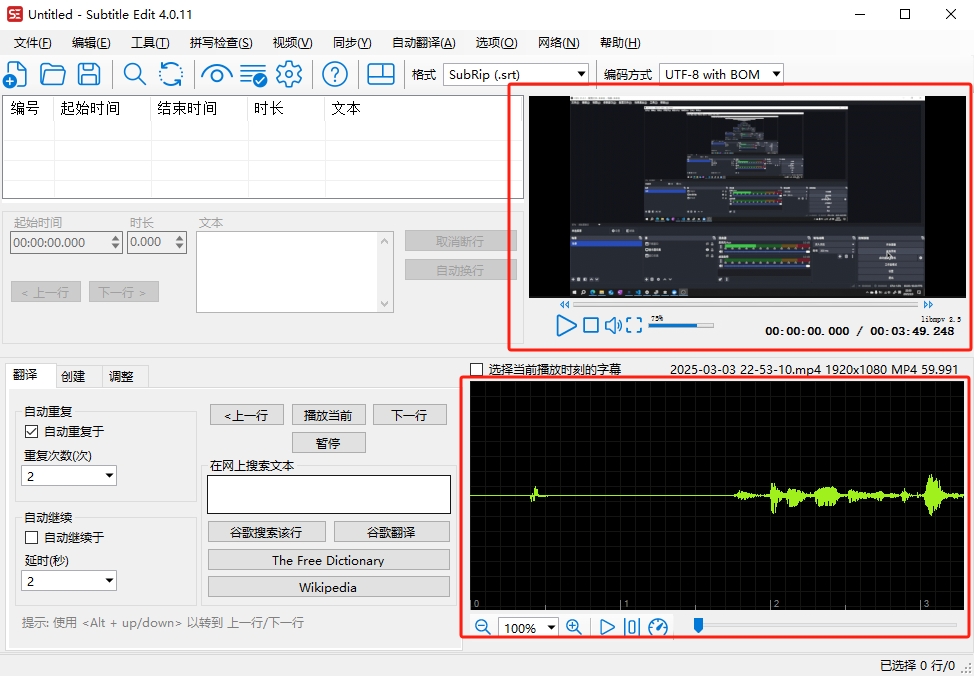 Untitled - Subtitle Edit 4.0.11
文件(F) 编辑(E) 工具(T) 拼写检查(S) 视频(V) 同步(Y) 自动翻译(A) 选项(O) 网络(N) 帮助(H)
格式 SubRip (.srt) 编码方式 UTF-8 with BOM
编号 起始时间 结束时间 时长 文本
起始时间 时长 文本
00:00:00.000 0.000
取消断行
自动换行
< 上一行 下一行 >
75%
libmpv 2.5
00:00:00.000 / 00:03:49.248
翻译 创建 调整
选择当前播放时刻的字幕 2025-03-03 22-53-10.mp4 1920x1080 MP4 59.991
自动重复
自动重复于
重复次数(次)
2
自动继续
自动继续于
延时(秒)
2
<上一行 播放当前 下一行
暂停
在网上搜索文本
谷歌搜索该行 谷歌翻译
The Free Dictionary
Wikipedia
提示: 使用 <Alt + up/down> 以转到 上一行/下一行
0 1 2 3
100%
已选择 0 行/0